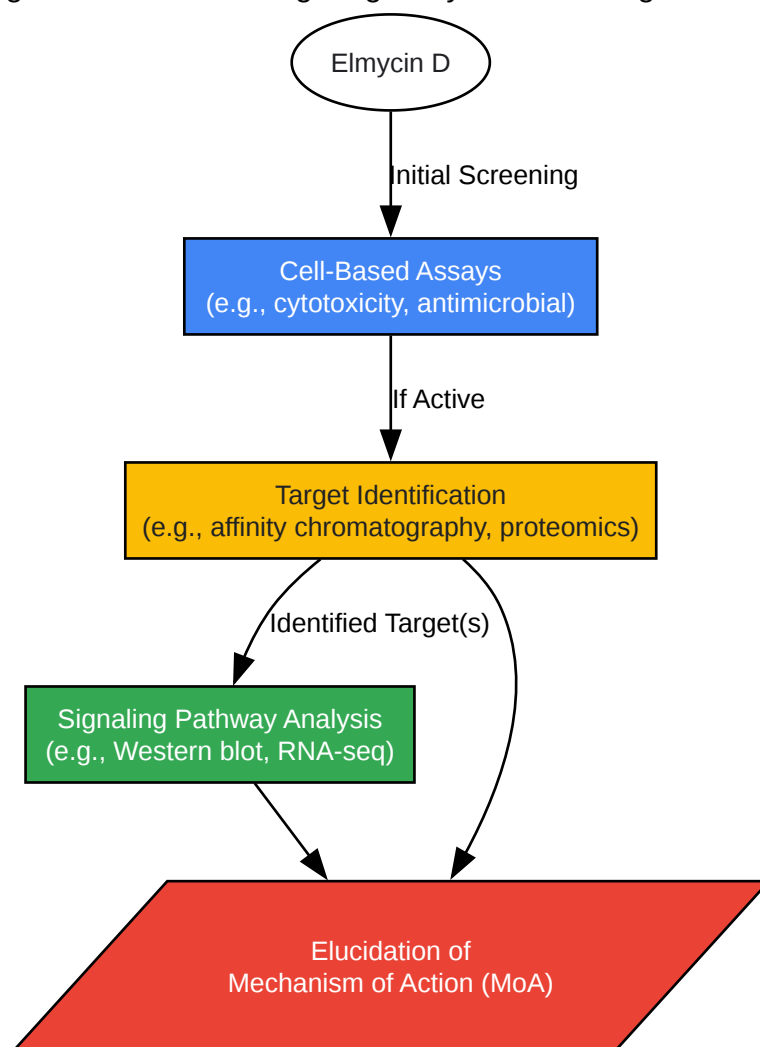 Elmycin D
Initial Screening
Cell-Based Assays
(e.g., cytotoxicity, antimicrobial)
If Active
Target Identification
(e.g., affinity chromatography, proteomics)
Identified Target(s)
Signaling Pathway Analysis
(e.g., Western blot, RNA-seq)
Elucidation of
Mechanism of Action (MoA)